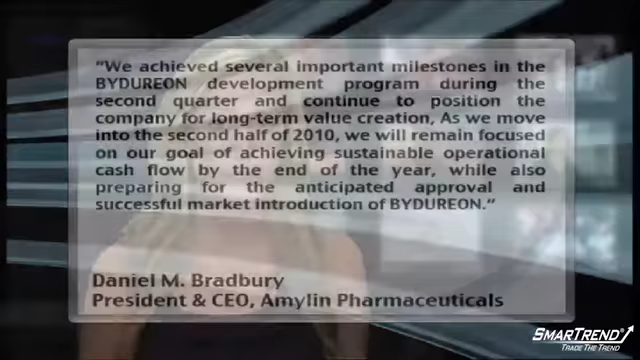 “We achieved several important milestones in the
BYDUREON development program during the
second quarter and continue to position the
company for long-term value creation, As we move
into the second half of 2010, we will remain focused
on our goal of achieving sustainable operational
cash flow by the end of the year, while also
preparing for the anticipated approval and
successful market introduction of BYDUREON.”
Daniel M. Bradbury
President & CEO, Amylin Pharmaceuticals
SMARTREND®
TRADE THE TREND